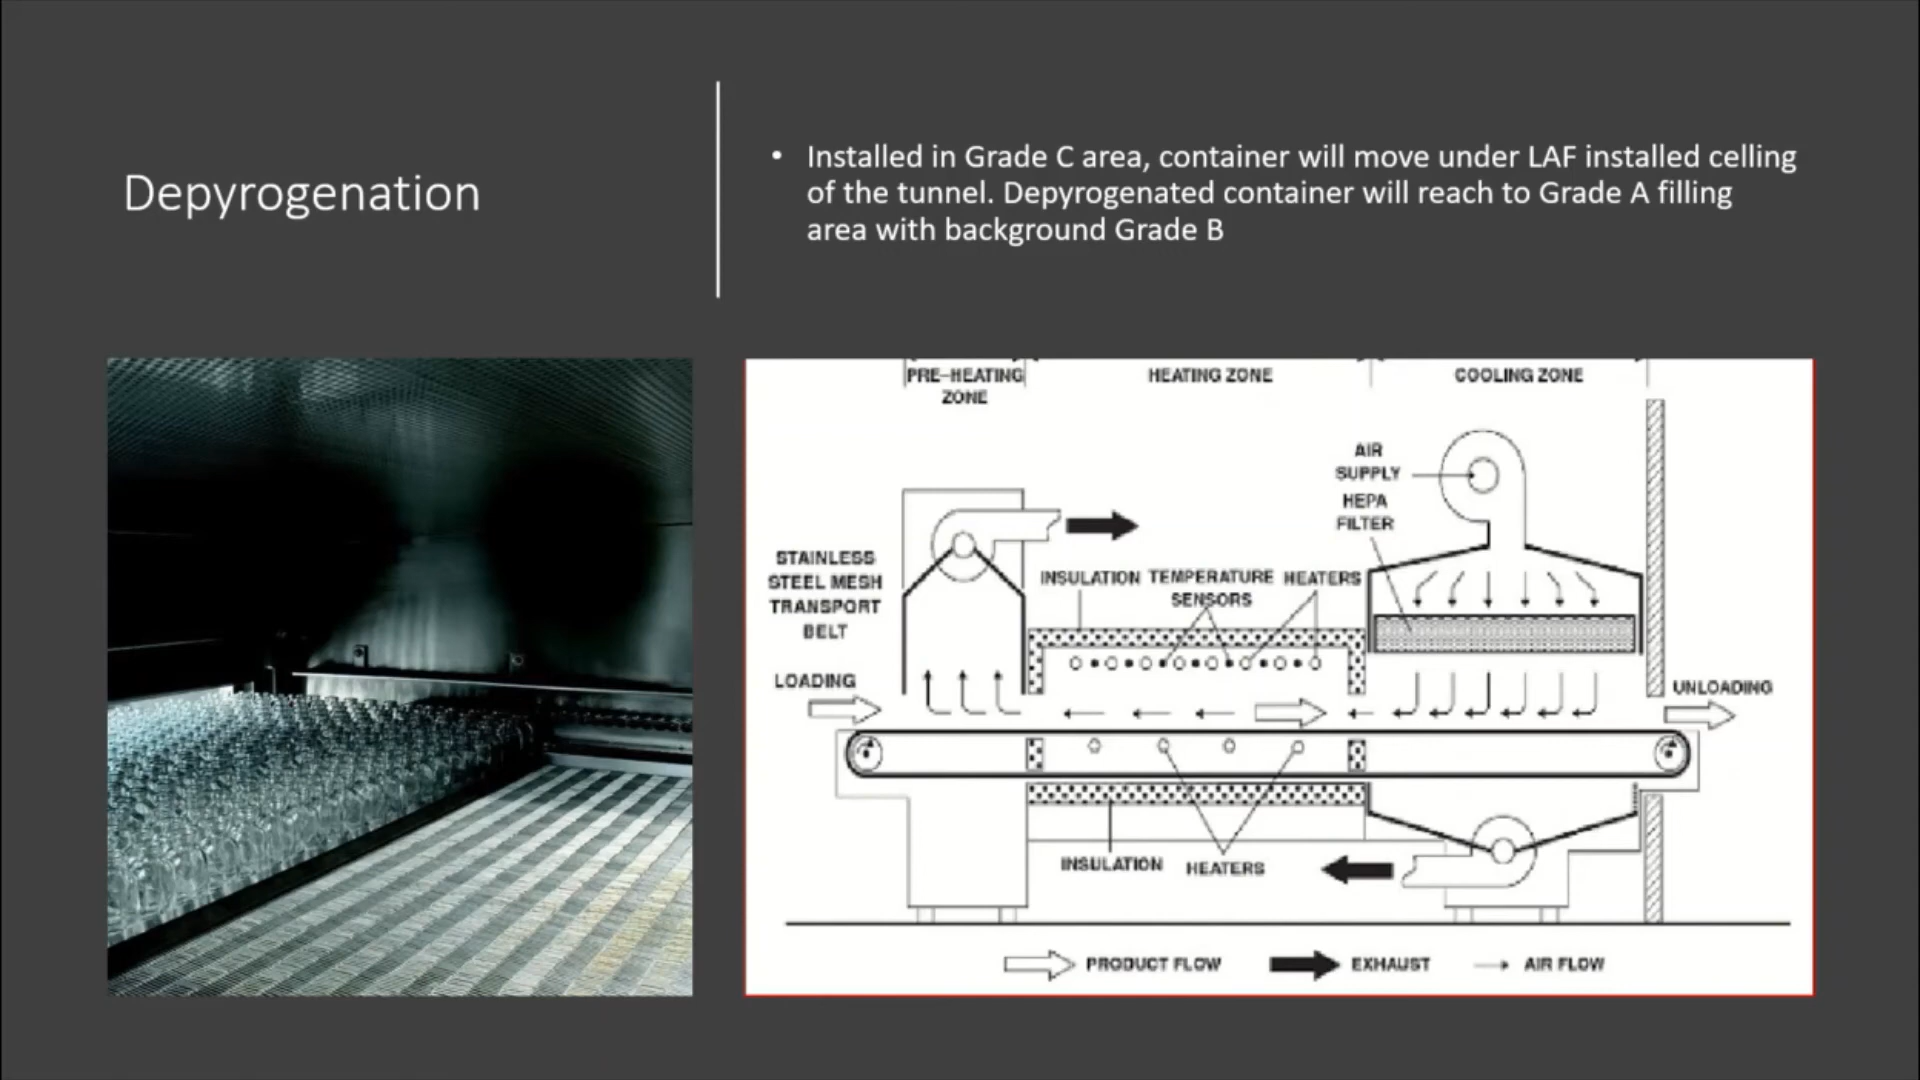 Depyrogenation
• Installed in Grade C area, container will move under LAF installed celling
of the tunnel. Depyrogenated container will reach to Grade A filling
area with background Grade B
PRE-HEATING
ZONE
HEATING ZONE
COOLING ZONE
AIR
SUPPLY
HEPA
FILTER
STAINLESS
STEEL MESH
TRANSPORT
BELT
INSULATION
TEMPERATURE
SENSORS
HEATERS
LOADING
UNLOADING
INSULATION
HEATERS
PRODUCT FLOW
EXHAUST
AIR FLOW